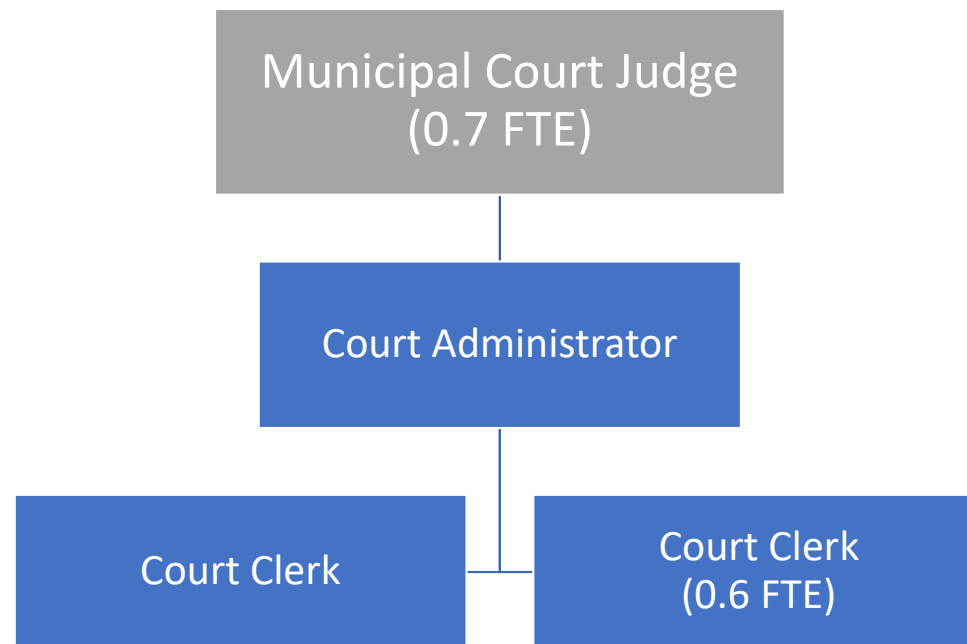 Municipal Court Judge
(0.7 FTE)
Court Administrator
Court Clerk
Court Clerk
(0.6 FTE)